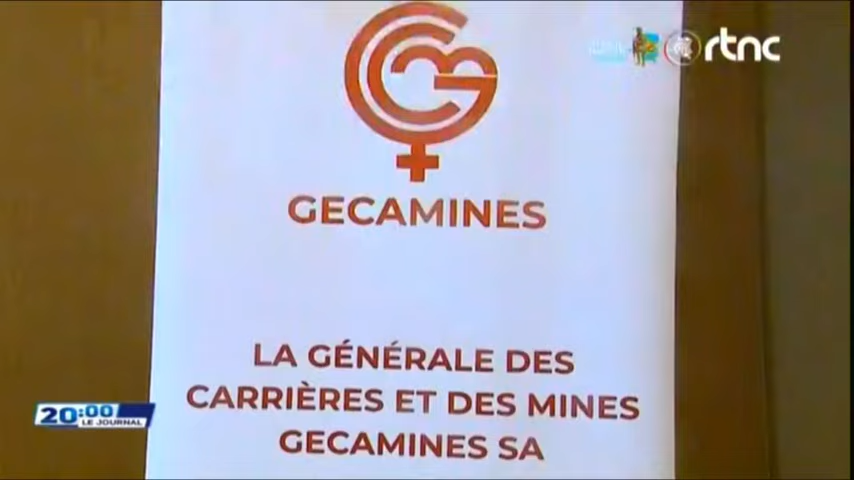 rtnc
GECAMINES
LA GÉNÉRALE DES
CARRIÈRES ET DES MINES
GECAMINES SA
20:00
LE JOURNAL